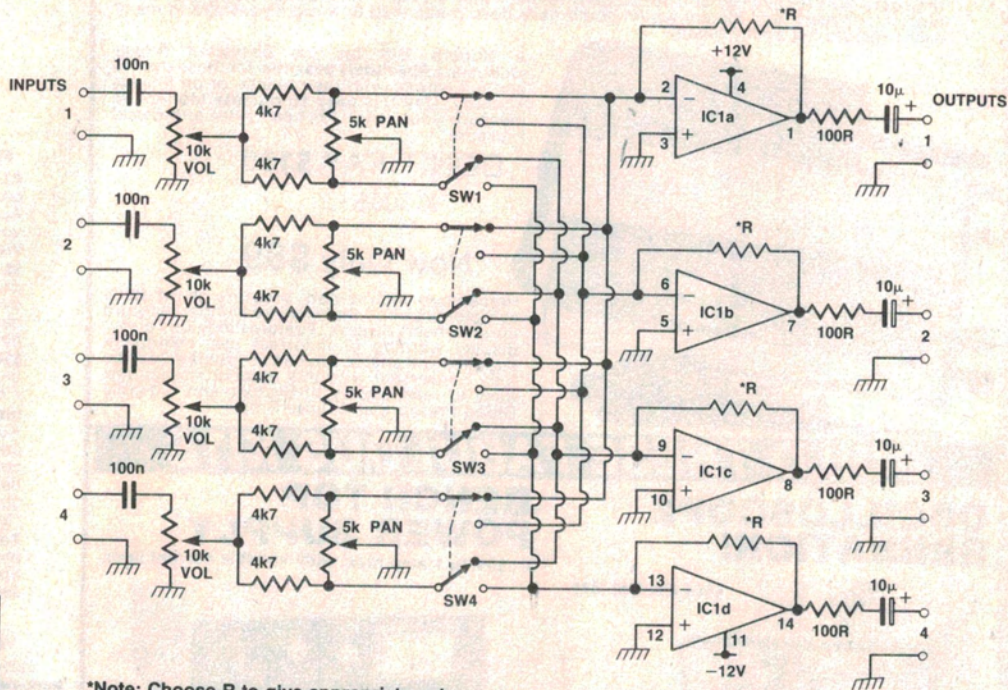 INPUTS
1
100n
10k
VOL
4k7
4k7
5k PAN
SW1
2
100n
10k
VOL
4k7
4k7
5k PAN
SW2
3
100n
10k
VOL
4k7
4k7
5k PAN
SW3
4
100n
10k
VOL
4k7
4k7
5k PAN
SW4
*R
+12V
4
2
−
IC1a
+
3
1
100R
10µ
+
OUTPUTS
1
*R
6
−
IC1b
+
5
7
100R
10µ
+
2
*R
9
−
IC1c
+
10
8
100R
10µ
+
3
*R
13
−
IC1d
+
12
11
−12V
14
100R
10µ
+
4
*Note: Choose R to give